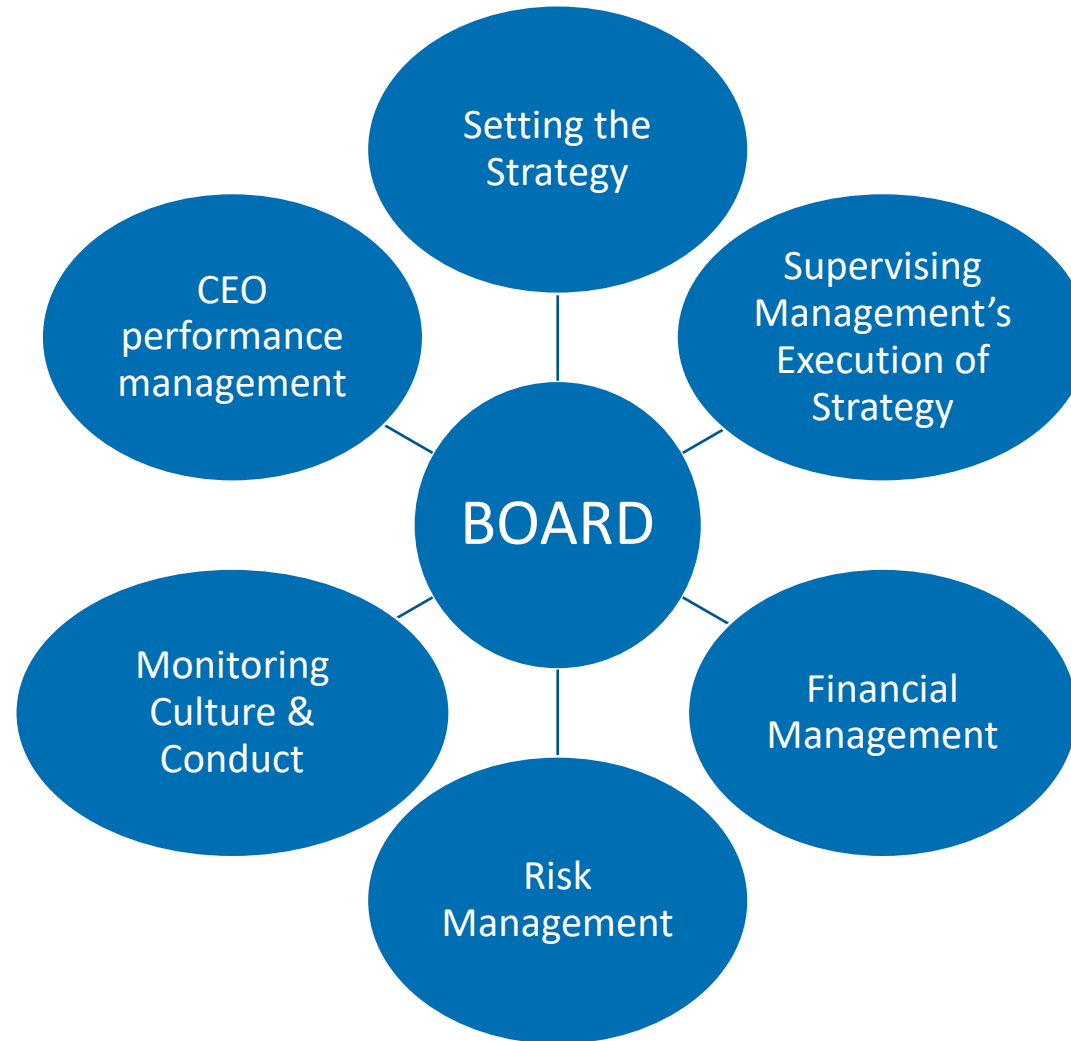 Setting the
Strategy
Supervising
Management’s
Execution of
Strategy
Financial
Management
Risk
Management
Monitoring
Culture &
Conduct
CEO
performance
management
BOARD